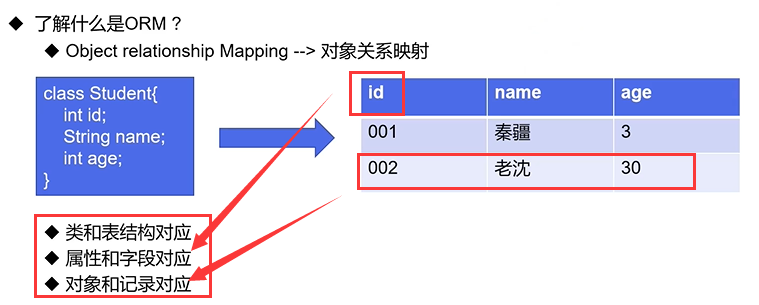 ◆ 了解什么是ORM？
◆ Object relationship Mapping --> 对象关系映射
class Student{
int id;
String name;
int age;
}
id name age
001 秦疆 3
002 老沈 30
◆ 类和表结构对应
◆ 属性和字段对应
◆ 对象和记录对应